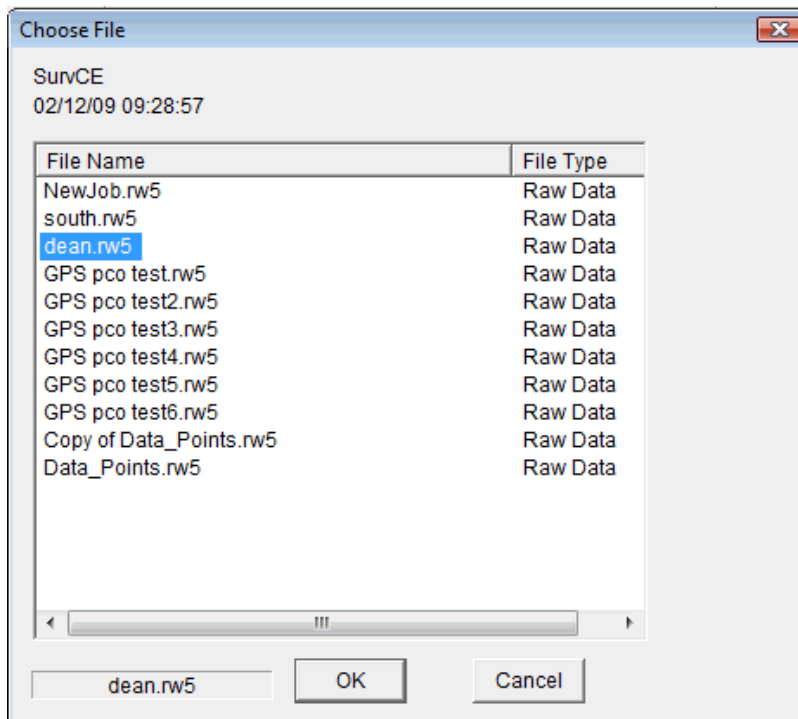 Choose File
SurvCE
02/12/09 09:28:57
File Name File Type
NewJob.rw5 Raw Data
south.rw5 Raw Data
dean.rw5 Raw Data
GPS pco test.rw5 Raw Data
GPS pco test2.rw5 Raw Data
GPS pco test3.rw5 Raw Data
GPS pco test4.rw5 Raw Data
GPS pco test5.rw5 Raw Data
GPS pco test6.rw5 Raw Data
Copy of Data_Points.rw5 Raw Data
Data_Points.rw5 Raw Data
dean.rw5 OK Cancel